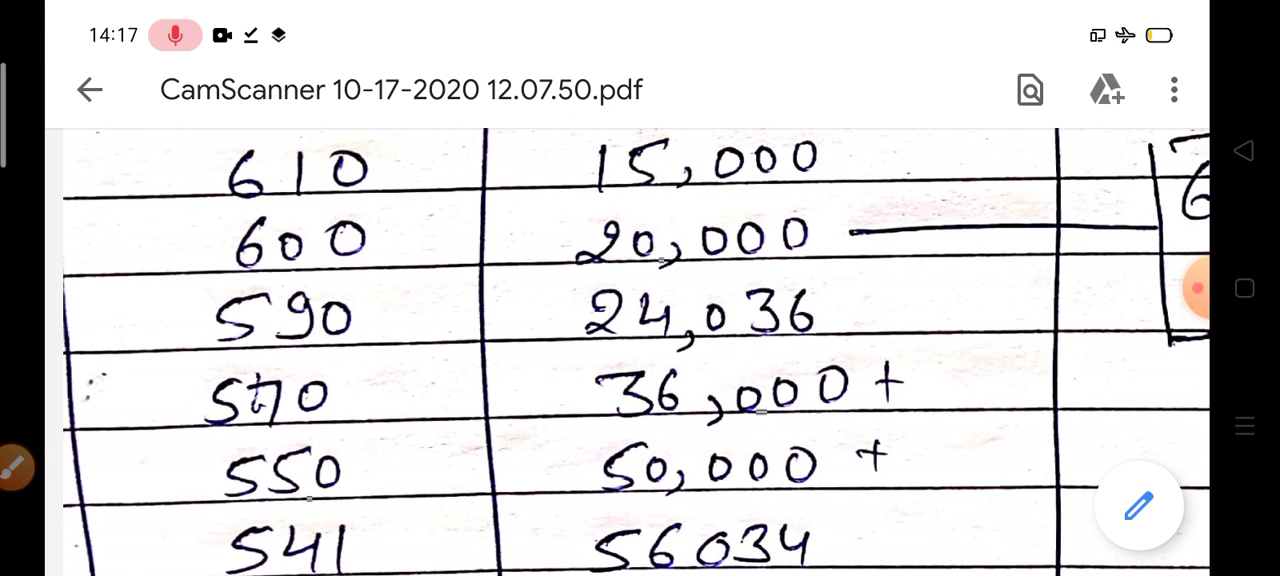 14:17
CamScanner 10-17-2020 12.07.50.pdf
610 15,000
600 20,000
590 24,036
570 36,000 +
550 50,000 +
541 56034